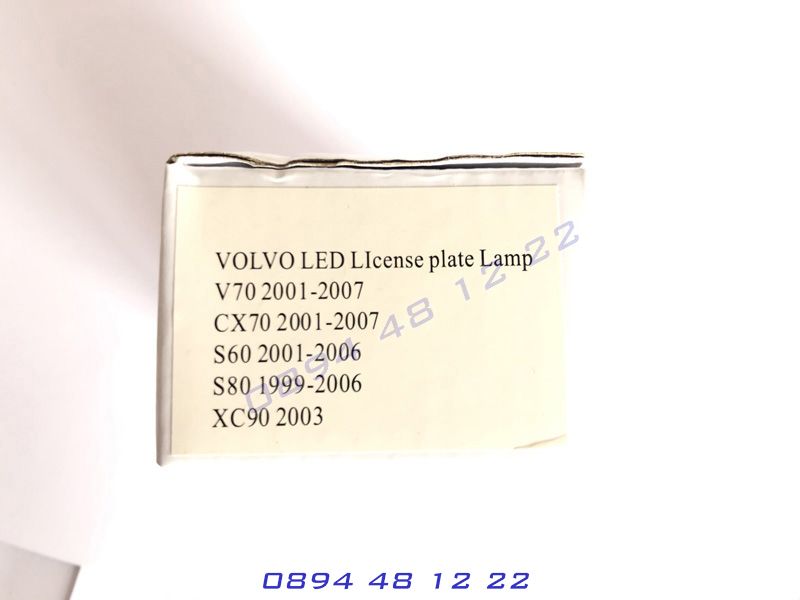 VOLVO LED LIcense plate Lamp
V70 2001-2007
CX70 2001-2007
S60 2001-2006
S80 1999-2006
XC90 2003
0894 48 12 22
0894 48 12 22